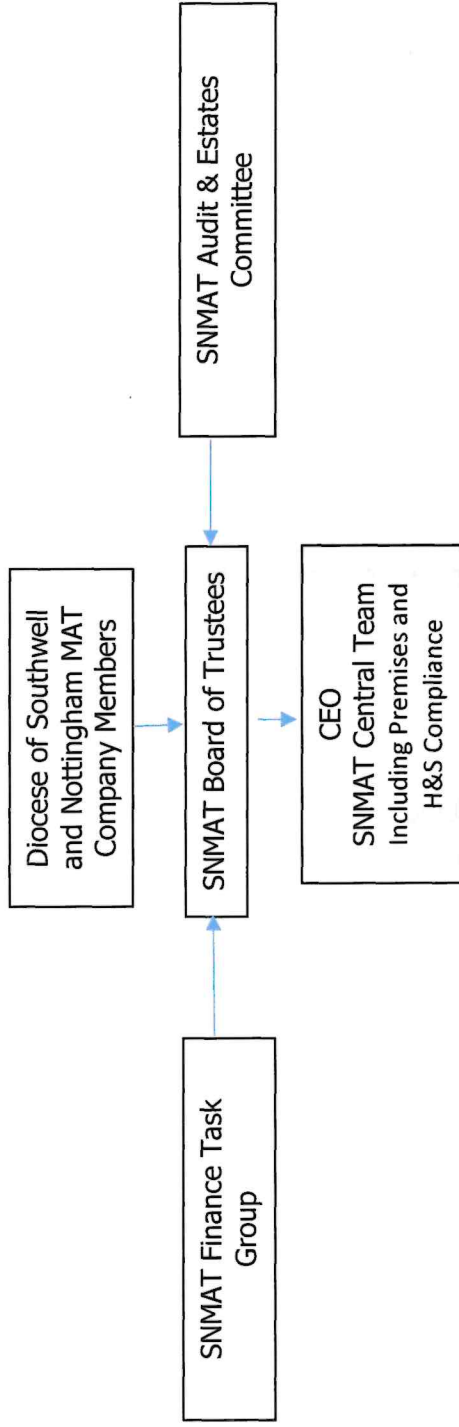 Diocese of Southwell
and Nottingham MAT
Company Members
SNMAT Finance Task
Group
SNMAT Board of Trustees
SNMAT Audit & Estates
Committee
CEO
SNMAT Central Team
Including Premises and
H&S Compliance